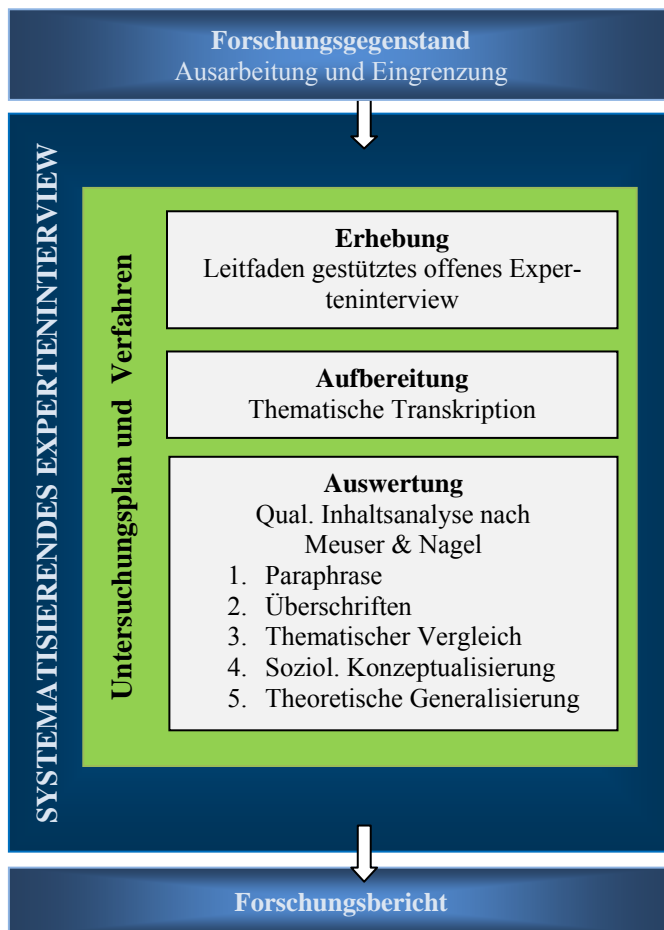 Forschungsgegenstand
Ausarbeitung und Eingrenzung
SYSTEMATISIERENDES EXPERTENINTERVIEW
Untersuchungsplan und Verfahren
Erhebung
Leitfaden gestütztes offenes Exper-
teninterview
Aufbereitung
Thematische Transkription
Auswertung
Qual. Inhaltsanalyse nach
Meuser & Nagel
1. Paraphrase
2. Überschriften
3. Thematischer Vergleich
4. Soziol. Konzeptualisierung
5. Theoretische Generalisierung
Forschungsbericht